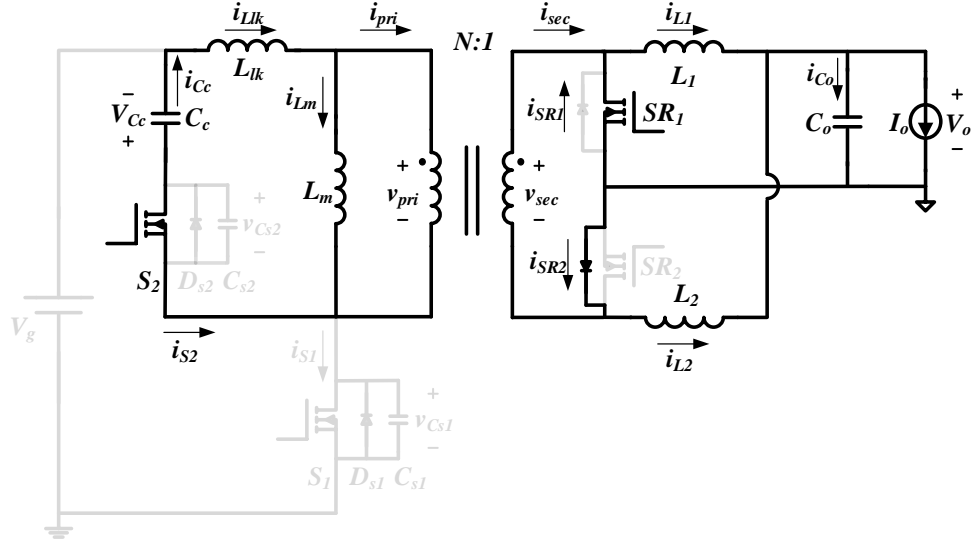 i_Llk i_pri i_sec i_L1
N:1
L_lk L_1
i_Cc i_Lm i_SR1 i_Co
− V_Cc + C_c SR_1 C_o I_o + V_o −
L_m + v_pri − + v_sec −
+ v_Cs2 −
i_SR2 SR_2
S_2 D_s2 C_s2
L_2
V_g
i_S2 i_S1 i_L2
+ v_Cs1 −
S_1 D_s1 C_s1